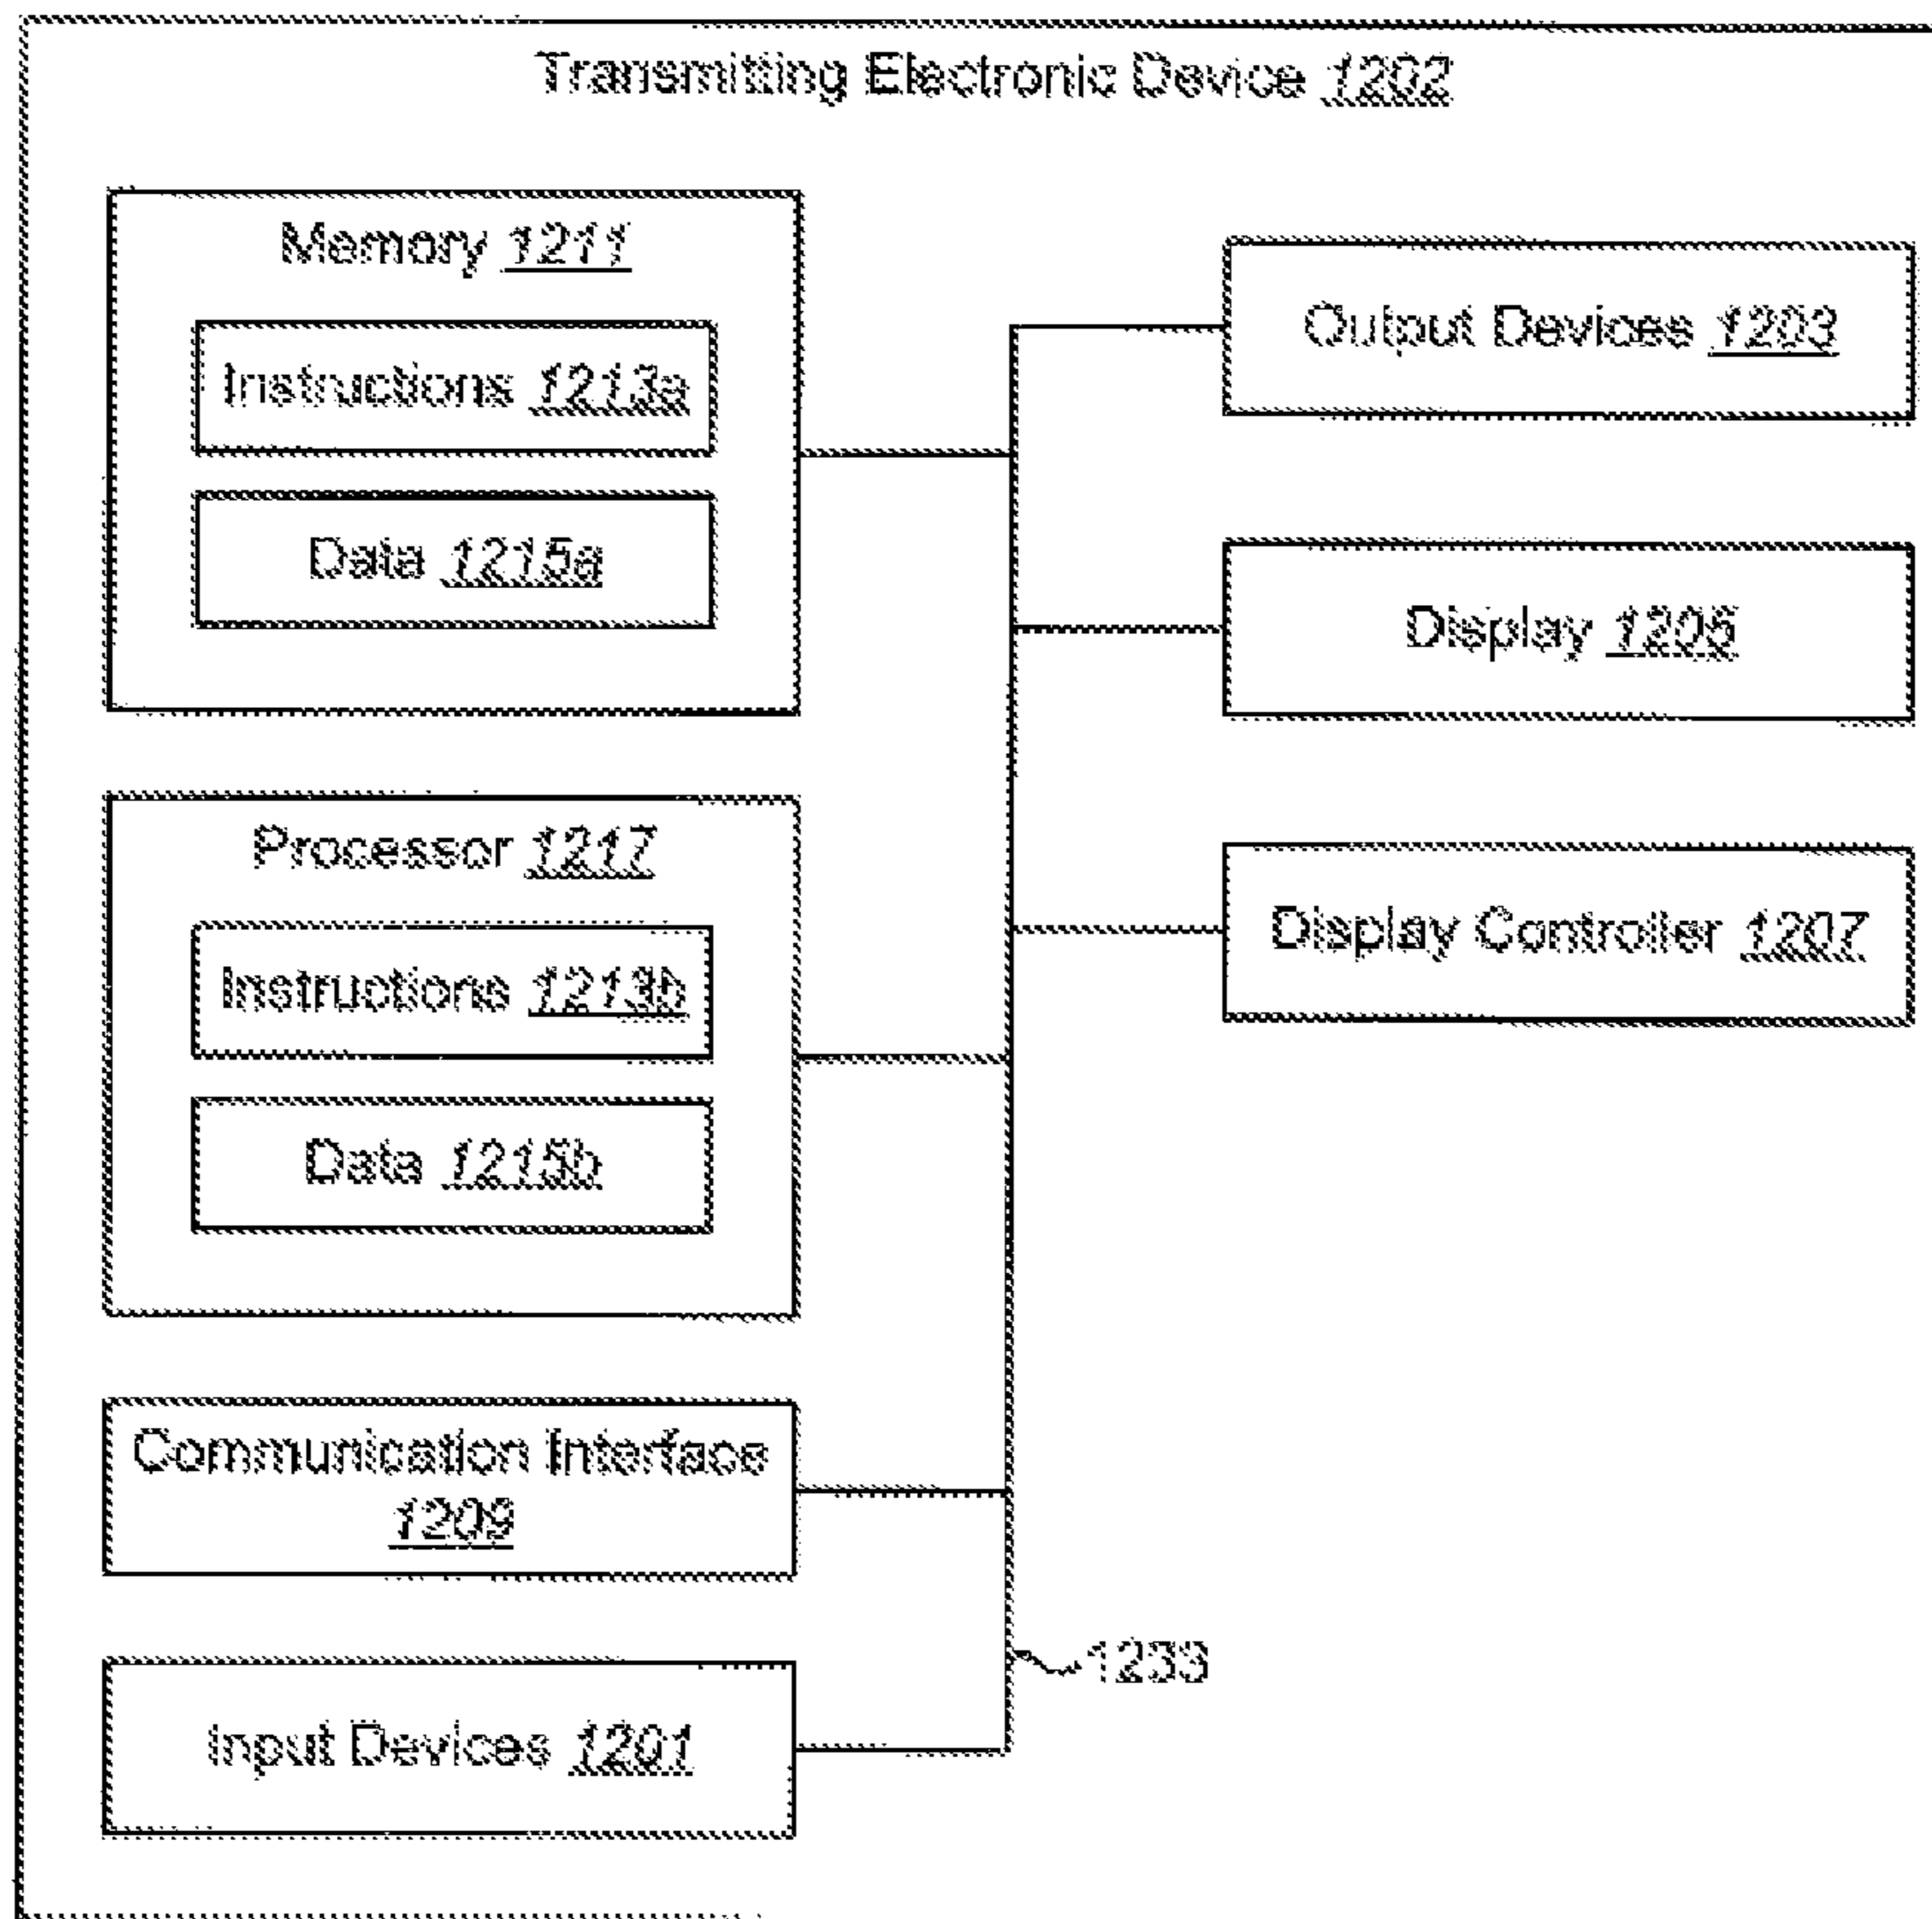 Transmitting Electronic Device 1202
Memory 1211
Instructions 1213a
Data 1215a
Processor 1217
Instructions 1213b
Data 1215b
Communication Interface
1209
Input Devices 1201
Output Devices 1203
Display 1205
Display Controller 1207
1233